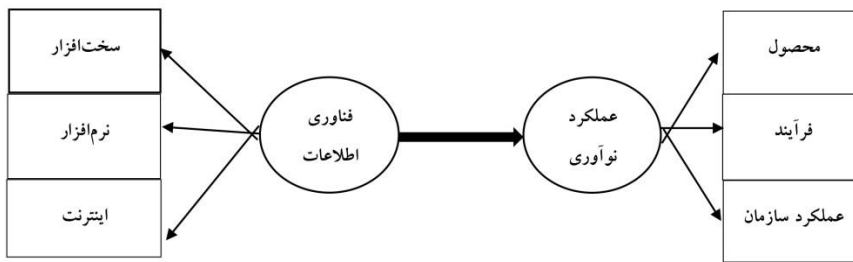 محصول
سخت‌افزار
عملکرد
نوآوری
فناوری
اطلاعات
فرآیند
نرم‌افزار
عملکرد سازمان
اینترنت